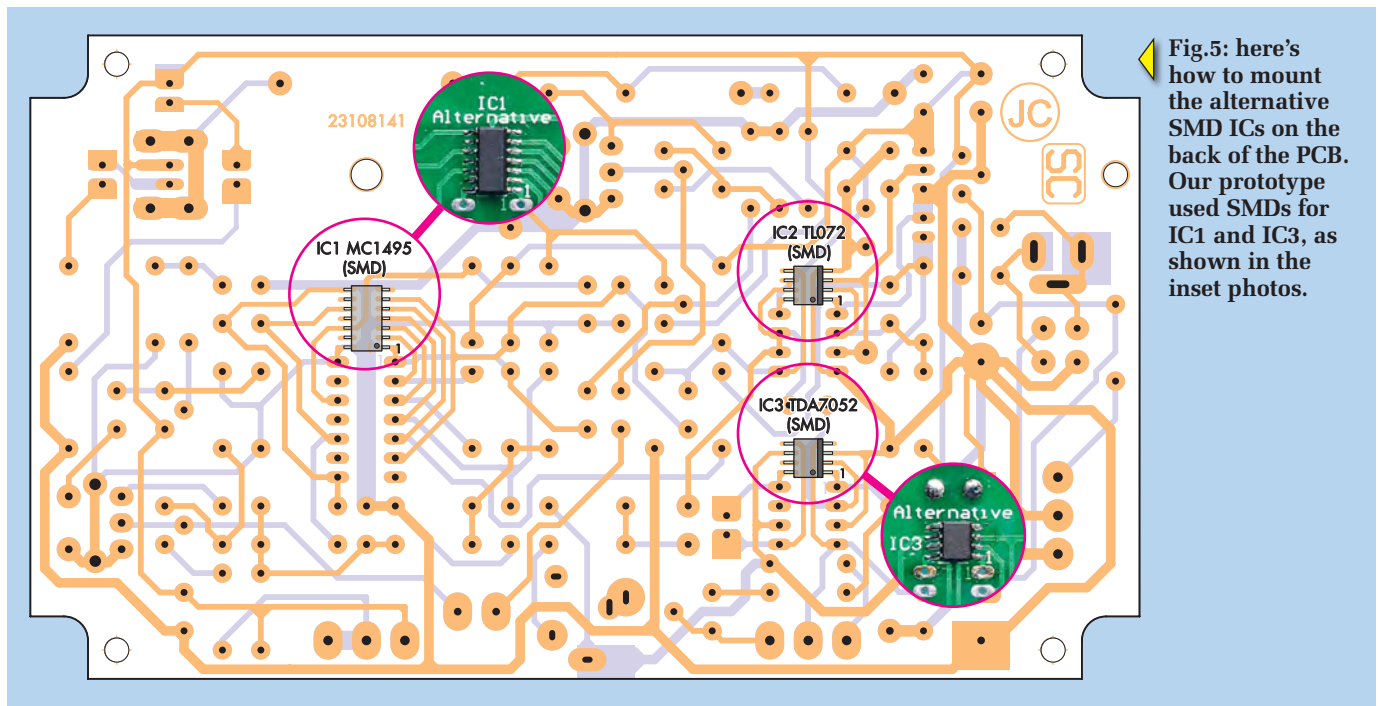 Fig.5: here's
how to mount
the alternative
SMD ICs on the
back of the PCB.
Our prototype
used SMDs for
IC1 and IC3, as
shown in the
inset photos.
23108141
IC1
Alternative
1
JC
SC
IC1 MC1495
(SMD)
1
IC2 TL072
(SMD)
1
IC3 TDA7052
(SMD)
1
Alternative
IC3
1